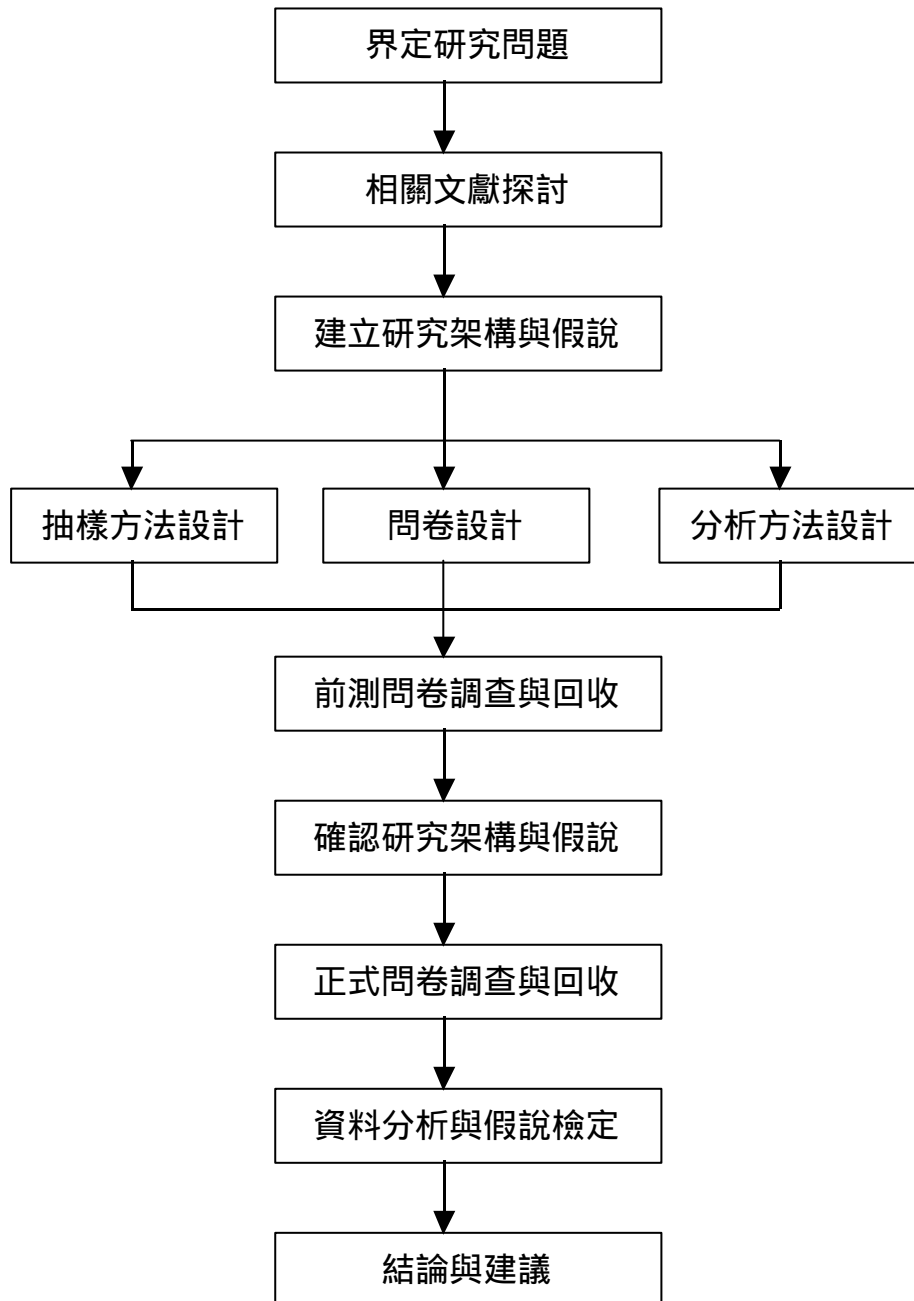 界定研究問題
相關文獻探討
建立研究架構與假說
抽樣方法設計
問卷設計
分析方法設計
前測問卷調查與回收
確認研究架構與假說
正式問卷調查與回收
資料分析與假說檢定
結論與建議